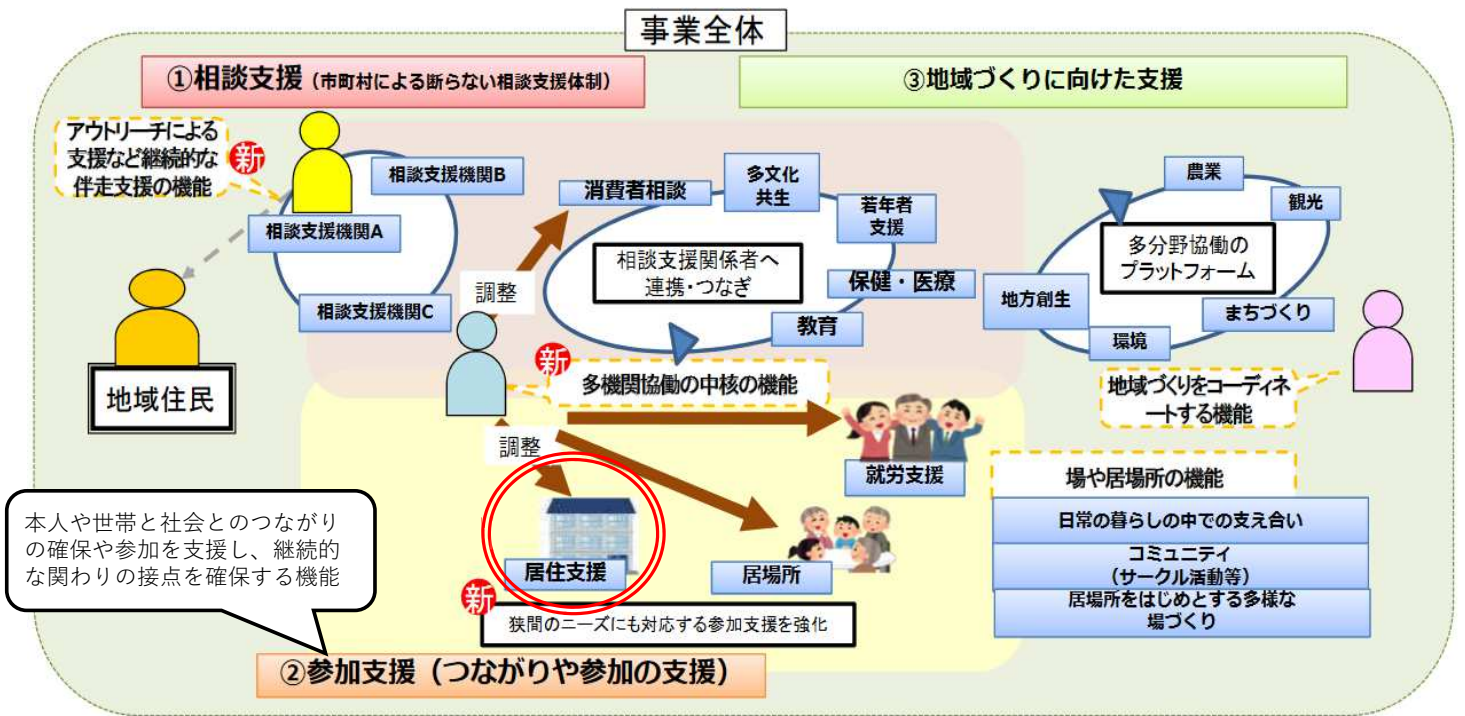 事業全体
①相談支援（市町村による断らない相談支援体制）
③地域づくりに向けた支援
アウトリーチによる
支援など継続的な
伴走支援の機能
新
相談支援機関B
相談支援機関A
相談支援機関C
地域住民
消費者相談
多文化
共生
若年者
支援
保健・医療
教育
相談支援関係者へ
連携・つなぎ
調整
新
多機関協働の中核の機能
農業
観光
多分野協働の
プラットフォーム
地方創生
まちづくり
環境
地域づくりをコーディネ
ートする機能
調整
就労支援
居住支援
居場所
新
狭間のニーズにも対応する参加支援を強化
場や居場所の機能
日常の暮らしの中での支え合い
コミュニティ
（サークル活動等）
居場所をはじめとする多様な
場づくり
本人や世帯と社会とのつながり
の確保や参加を支援し、継続的
な関わりの接点を確保する機能
②参加支援（つながりや参加の支援）